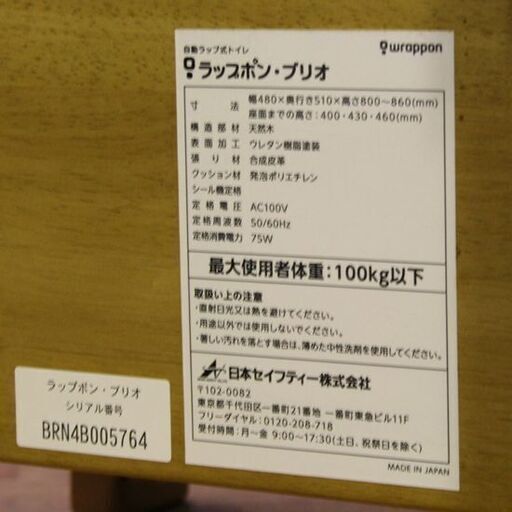 自動ラップ式トイレ
wrappon
ラップポン・ブリオ
寸法 幅480×奥行き510×高さ800〜860(mm)
座面までの高さ:400・430・460(mm)
構造部材 天然木
表面加工 ウレタン樹脂塗装
張り材 合成皮革
クッション材 発泡ポリエチレン
シール機定格
定格電圧 AC100V
定格周波数 50/60Hz
定格消費電力 75W
最大使用者体重:100kg以下
取扱い上の注意
・直射日光又は熱を避けてください。
・用途以外では使用しないでください。
・著しい汚れを落とす場合は、薄めた中性洗剤を使用してください。
日本セイフティー株式会社
〒102-0082
東京都千代田区一番町21番地 一番町東急ビル11F
フリーダイヤル:0120-208-718
受付時間:月〜金 9:00〜17:30(土日、祝祭日を除く)
MADE IN JAPAN
ラップポン・ブリオ
シリアル番号
BRN4B005764